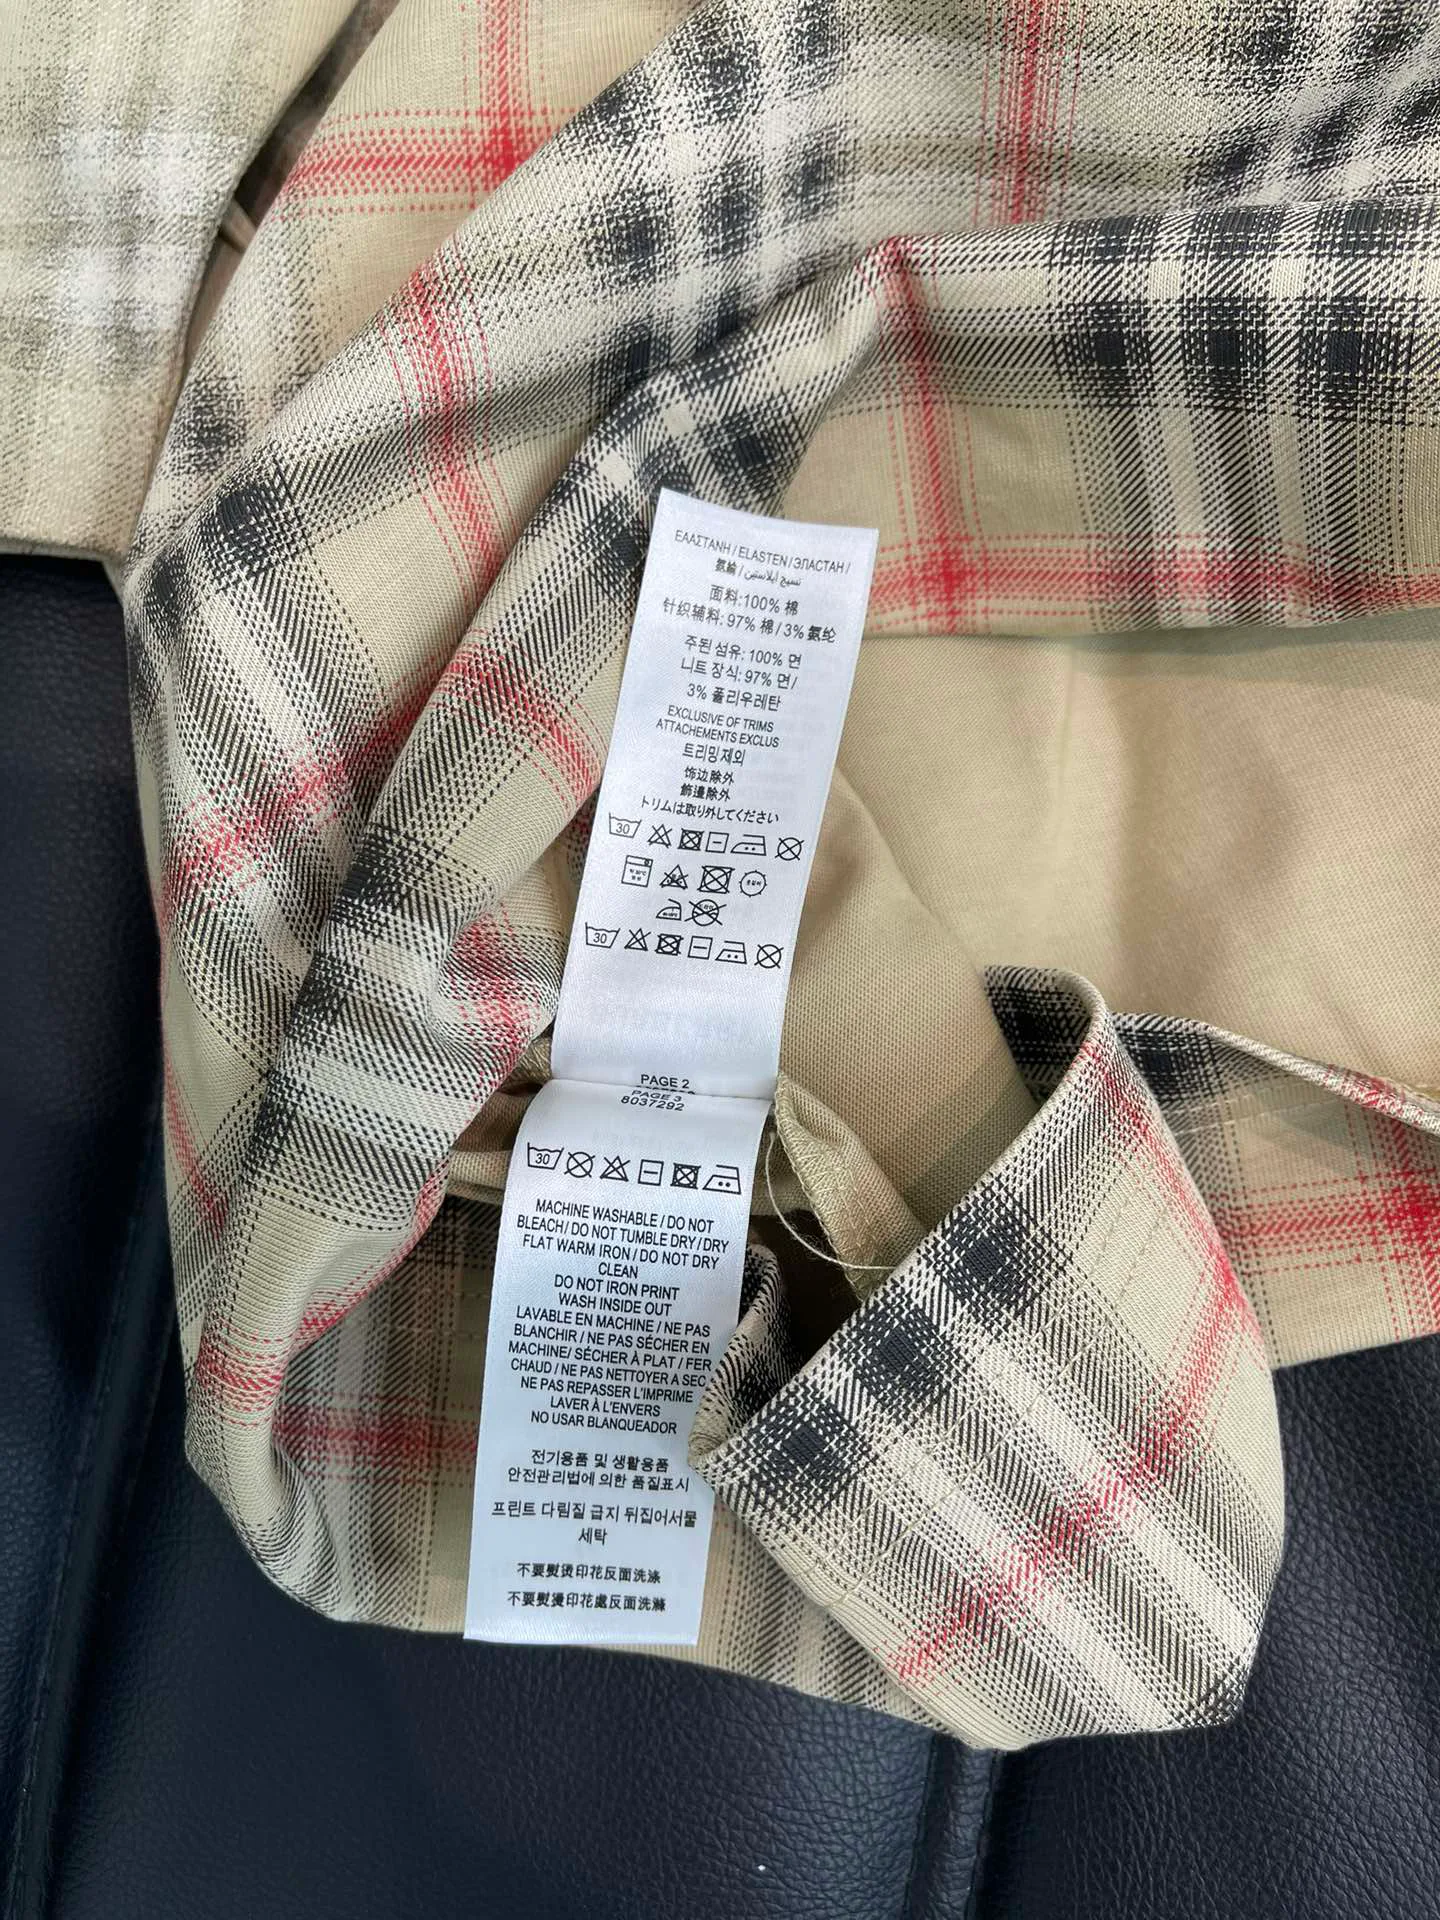 ΕΛΑΣΤΑΝΗ / ELASTEN / ЭЛАСТАН /
氨綸 / نسيج ايلاستين
面料:100% 棉
针织辅料: 97% 棉 / 3% 氨纶
주된 섬유: 100% 면
니트 장식: 97% 면 /
3% 폴리우레탄
EXCLUSIVE OF TRIMS
ATTACHEMENTS EXCLUS
트리밍 제외
饰边除外
飾邊除外
トリムは取り外してください
30
30
PAGE 2
PAGE 3
8037292
30
MACHINE WASHABLE / DO NOT
BLEACH / DO NOT TUMBLE DRY / DRY
FLAT WARM IRON / DO NOT DRY
CLEAN
DO NOT IRON PRINT
WASH INSIDE OUT
LAVABLE EN MACHINE / NE PAS
BLANCHIR / NE PAS SÉCHER EN
MACHINE/ SÉCHER À PLAT / FER
CHAUD / NE PAS NETTOYER A SEC
NE PAS REPASSER L'IMPRIME
LAVER À L'ENVERS
NO USAR BLANQUEADOR
전기용품 및 생활용품
안전관리법에 의한 품질표시
프린트 다림질 금지 뒤집어서물
세탁
不要熨烫印花反面洗涤
不要熨燙印花處反面洗滌